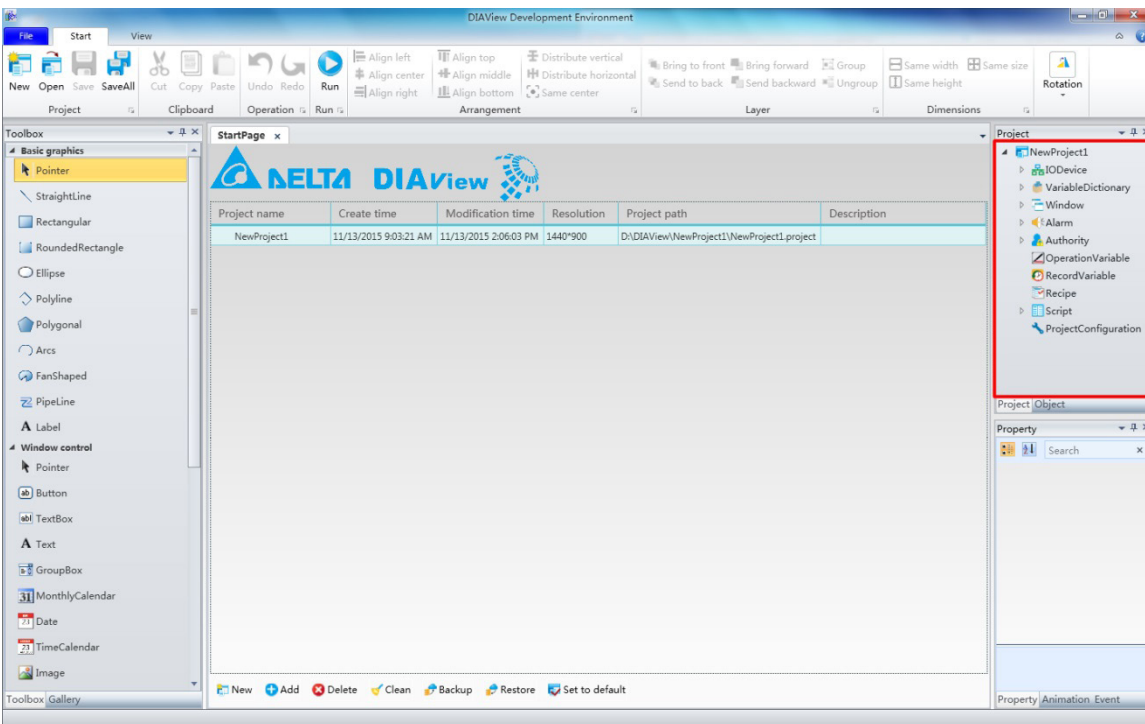 DIAView Development Environment
File Start View
New Open Save SaveAll
Cut Copy Paste
Undo Redo
Run
Align left
Align center
Align right
Align top
Align middle
Align bottom
Distribute vertical
Distribute horizontal
Same center
Bring to front Bring forward Group
Send to back Send backward Ungroup
Same width Same size
Same height
Rotation
Project Clipboard Operation Run Arrangement Layer Dimensions
Toolbox
Basic graphics
Pointer
StraightLine
Rectangular
RoundedRectangle
Ellipse
Polyline
Polygonal
Arcs
FanShaped
PipeLine
A Label
Window control
Pointer
ab Button
abl TextBox
A Text
GroupBox
31 MonthlyCalendar
23 Date
23 TimeCalendar
Image
Toolbox Gallery
StartPage x
DELTA DIAView
Project name Create time Modification time Resolution Project path Description
NewProject1 11/13/2015 9:03:21 AM 11/13/2015 2:06:03 PM 1440*900 D:\DIAView\NewProject1\NewProject1.project
New Add Delete Clean Backup Restore Set to default
Project
NewProject1
IODevice
VariableDictionary
Window
Alarm
Authority
OperationVariable
RecordVariable
Recipe
Script
ProjectConfiguration
Project Object
Property
Search
Property Animation Event